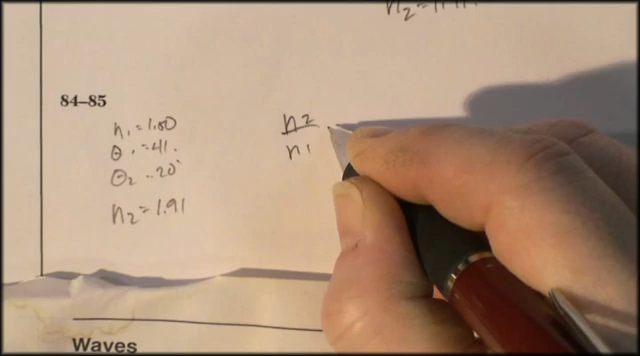 84–85
n₁ = 1.00
θ₁ = 41°
θ₂ = 20°
n₂ = 1.91
n₂
n₁
Waves